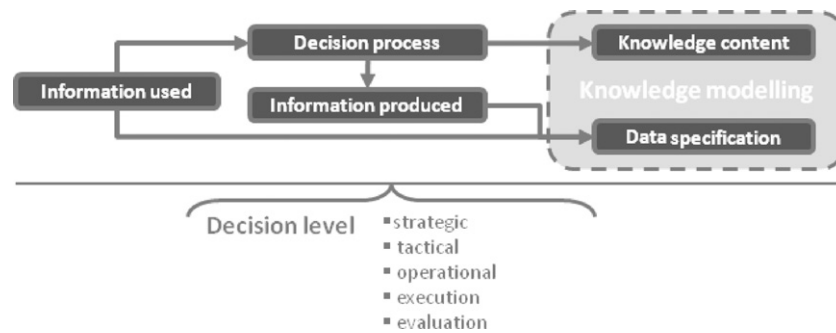 Decision process
Knowledge content
Information used
Knowledge modelling
Information produced
Data specification
Decision level
▪ strategic
▪ tactical
▪ operational
▪ execution
▪ evaluation